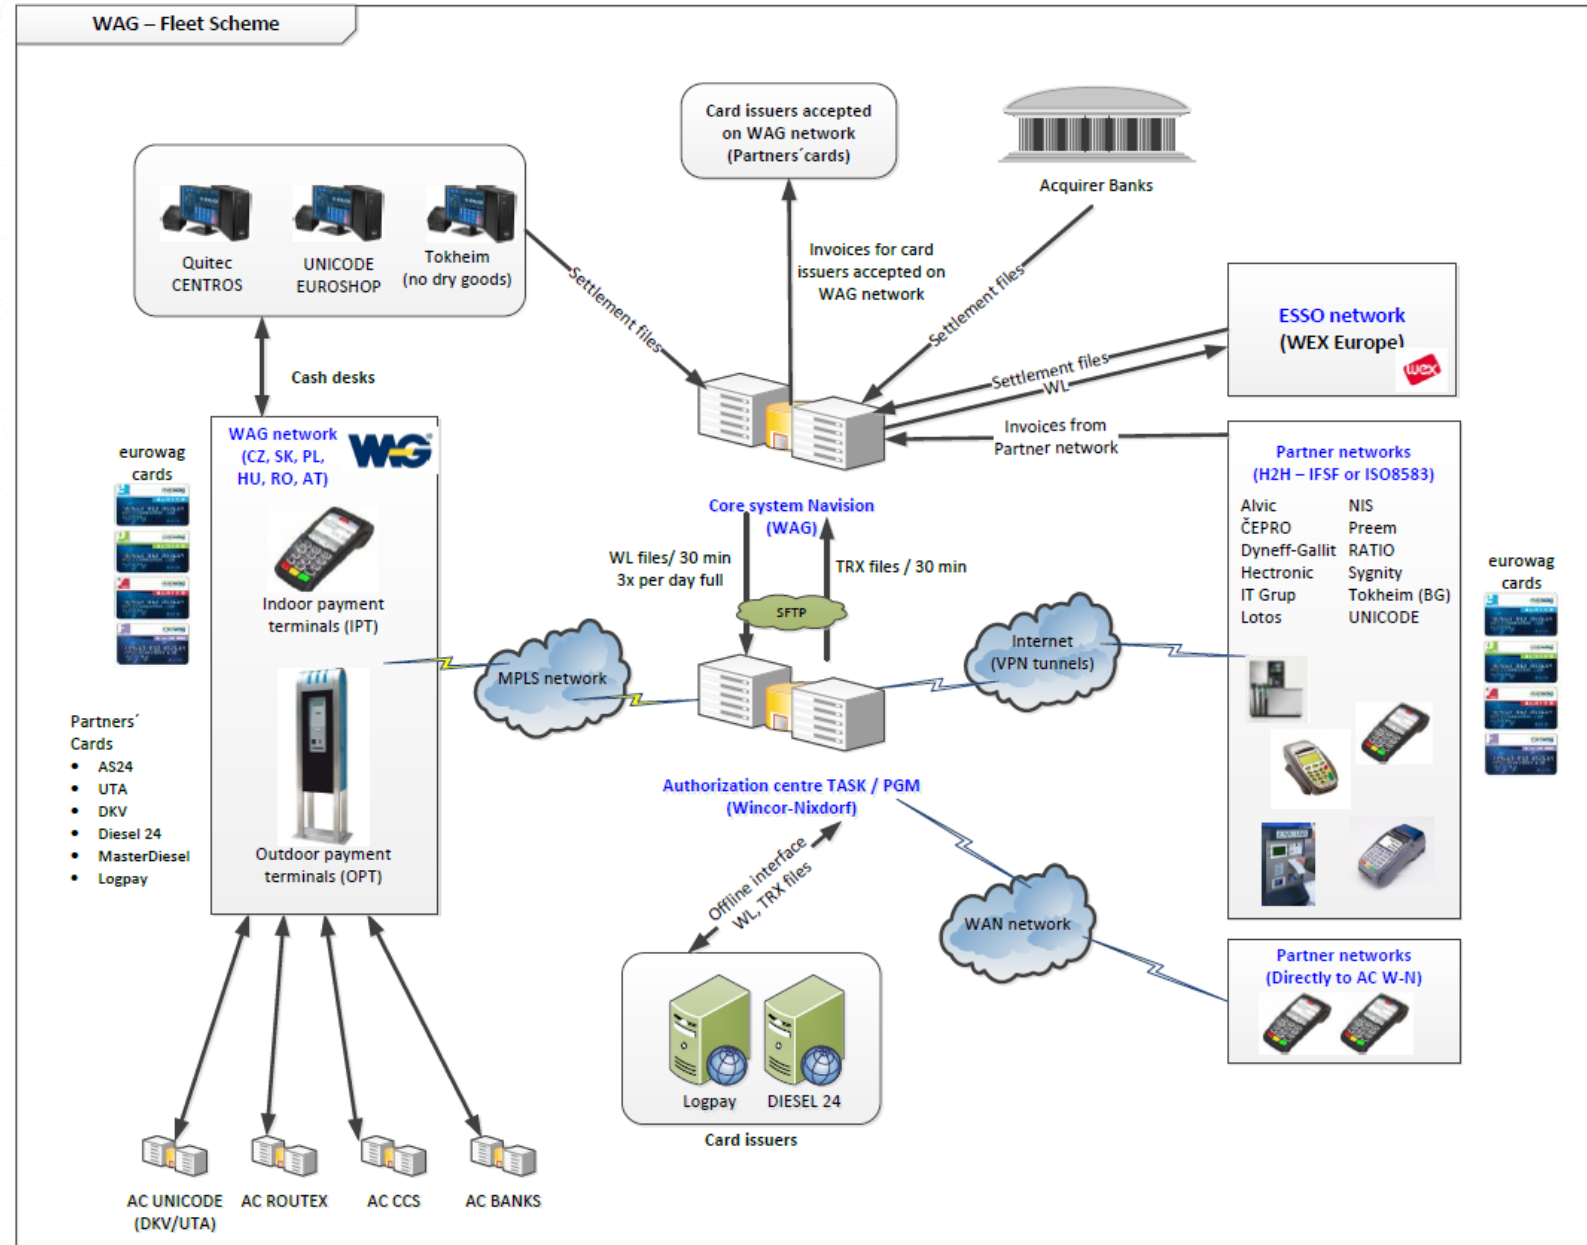 WAG – Fleet Scheme
Card issuers accepted
on WAG network
(Partners´cards)
Acquirer Banks
Quitec
CENTROS
UNICODE
EUROSHOP
Tokheim
(no dry goods)
Settlement files
Invoices for card
issuers accepted on
WAG network
Settlement files
ESSO network
(WEX Europe)
wex
Settlement files
WL
Cash desks
Invoices from
Partner network
WAG network
(CZ, SK, PL,
HU, RO, AT)
WAG
eurowag
cards
Indoor payment
terminals (IPT)
Outdoor payment
terminals (OPT)
Partners´
Cards
• AS24
• UTA
• DKV
• Diesel 24
• MasterDiesel
• Logpay
Core system Navision
(WAG)
WL files/ 30 min
3x per day full
TRX files / 30 min
SFTP
MPLS network
Internet
(VPN tunnels)
Partner networks
(H2H – IFSF or ISO8583)
Alvic NIS
ČEPRO Preem
Dyneff-Gallit RATIO
Hectronic Sygnity
IT Grup Tokheim (BG)
Lotos UNICODE
eurowag
cards
Authorization centre TASK / PGM
(Wincor-Nixdorf)
Offline interface
WL, TRX files
WAN network
Partner networks
(Directly to AC W-N)
Logpay
DIESEL 24
Card issuers
AC UNICODE
(DKV/UTA)
AC ROUTEX
AC CCS
AC BANKS